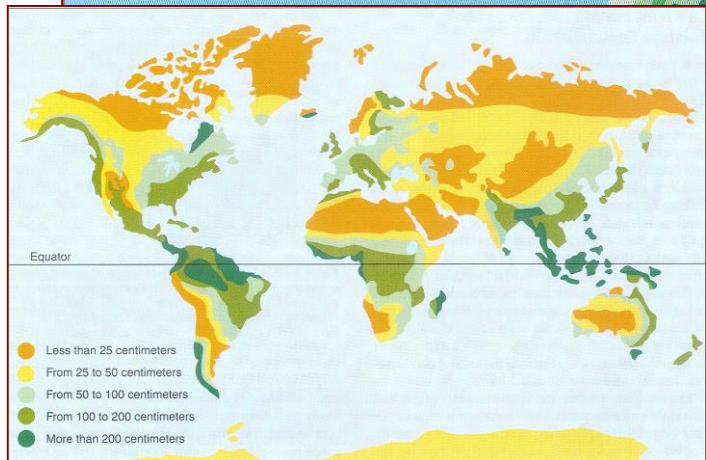 Equator
Less than 25 centimeters
From 25 to 50 centimeters
From 50 to 100 centimeters
From 100 to 200 centimeters
More than 200 centimeters